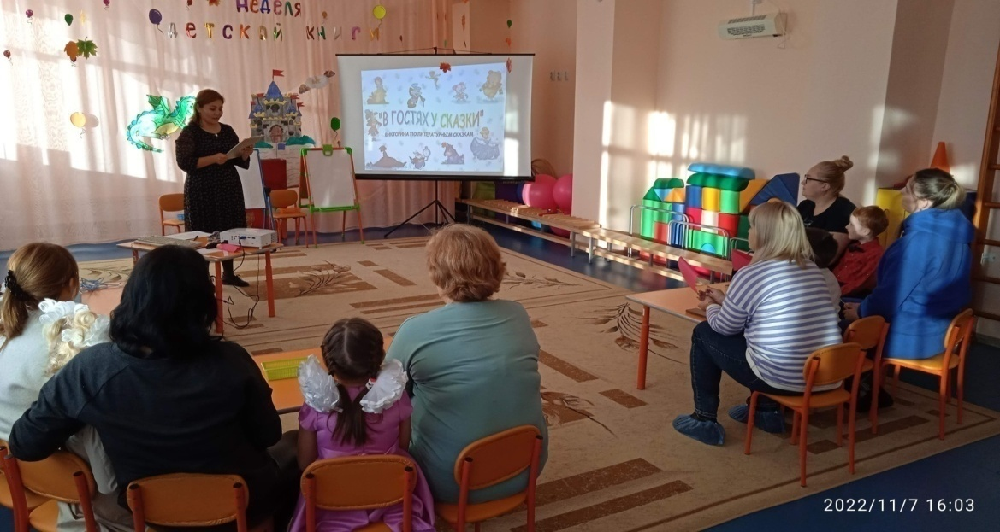 неделя
детской книги
"В ГОСТЯХ У СКАЗКИ"
ВИКТОРИНА ПО ЛИТЕРАТУРНЫМ СКАЗКАМ
2022/11/7 16:03